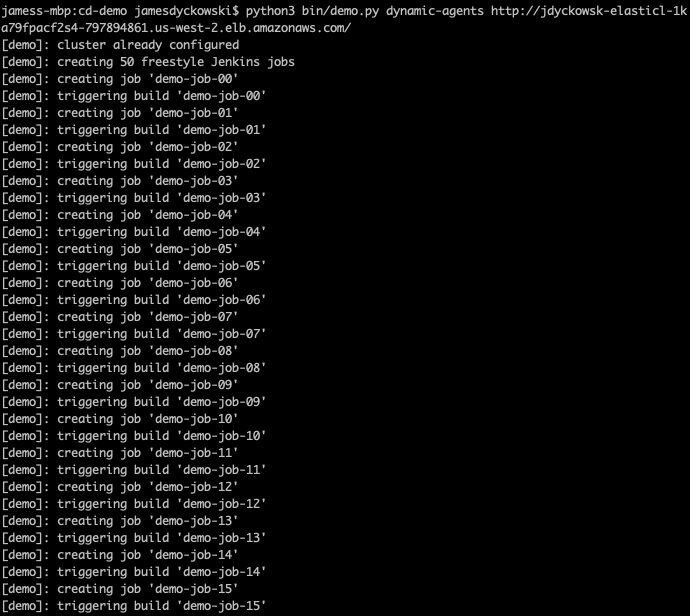 jamess-mbp:cd-demo jamesdyckowski$ python3 bin/demo.py dynamic-agents http://jdyckowsk-elasticl-1k
a79fpacf2s4-797894861.us-west-2.elb.amazonaws.com/
[demo]: cluster already configured
[demo]: creating 50 freestyle Jenkins jobs
[demo]: creating job 'demo-job-00'
[demo]: triggering build 'demo-job-00'
[demo]: creating job 'demo-job-01'
[demo]: triggering build 'demo-job-01'
[demo]: creating job 'demo-job-02'
[demo]: triggering build 'demo-job-02'
[demo]: creating job 'demo-job-03'
[demo]: triggering build 'demo-job-03'
[demo]: creating job 'demo-job-04'
[demo]: triggering build 'demo-job-04'
[demo]: creating job 'demo-job-05'
[demo]: triggering build 'demo-job-05'
[demo]: creating job 'demo-job-06'
[demo]: triggering build 'demo-job-06'
[demo]: creating job 'demo-job-07'
[demo]: triggering build 'demo-job-07'
[demo]: creating job 'demo-job-08'
[demo]: triggering build 'demo-job-08'
[demo]: creating job 'demo-job-09'
[demo]: triggering build 'demo-job-09'
[demo]: creating job 'demo-job-10'
[demo]: triggering build 'demo-job-10'
[demo]: creating job 'demo-job-11'
[demo]: triggering build 'demo-job-11'
[demo]: creating job 'demo-job-12'
[demo]: triggering build 'demo-job-12'
[demo]: creating job 'demo-job-13'
[demo]: triggering build 'demo-job-13'
[demo]: creating job 'demo-job-14'
[demo]: triggering build 'demo-job-14'
[demo]: creating job 'demo-job-15'
[demo]: triggering build 'demo-job-15'